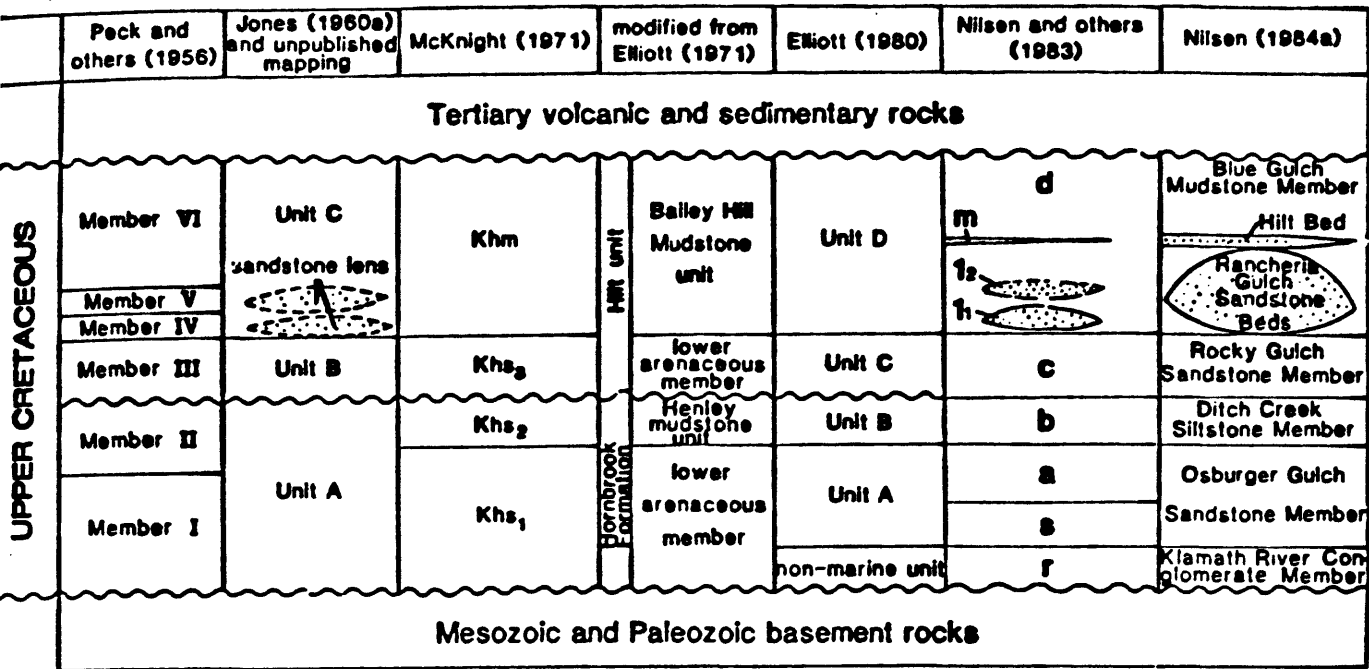 Peck and others (1956)
Jones (1960a) and unpublished mapping
McKnight (1971)
modified from Elliott (1971)
Elliott (1980)
Nilsen and others (1983)
Nilsen (1984a)
Tertiary volcanic and sedimentary rocks
UPPER CRETACEOUS
Member VI
Member V
Member IV
Member III
Member II
Member I
Unit C
sandstone lens
Unit B
Unit A
Khm
Khs3
Khs2
Khs1
Hilt unit
Hornbrook Formation
Bailey Hill
Mudstone
unit
lower
arenaceous
member
Henley
mudstone
unit
lower
arenaceous
member
Unit D
Unit C
Unit B
Unit A
non-marine unit
d
m
f2
f1
c
b
a
s
r
Blue Gulch
Mudstone Member
Hilt Bed
Rancheria
Gulch
Sandstone
Beds
Rocky Gulch
Sandstone Member
Ditch Creek
Siltstone Member
Osburger Gulch
Sandstone Member
Klamath River Con-
glomerate Member
Mesozoic and Paleozoic basement rocks